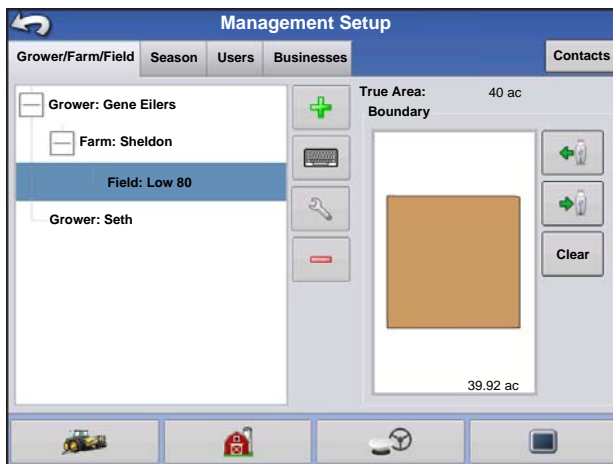 Management Setup
Grower/Farm/Field Season Users Businesses Contacts
Grower: Gene Eilers
Farm: Sheldon
Field: Low 80
Grower: Seth
True Area: 40 ac
Boundary
Clear
39.92 ac